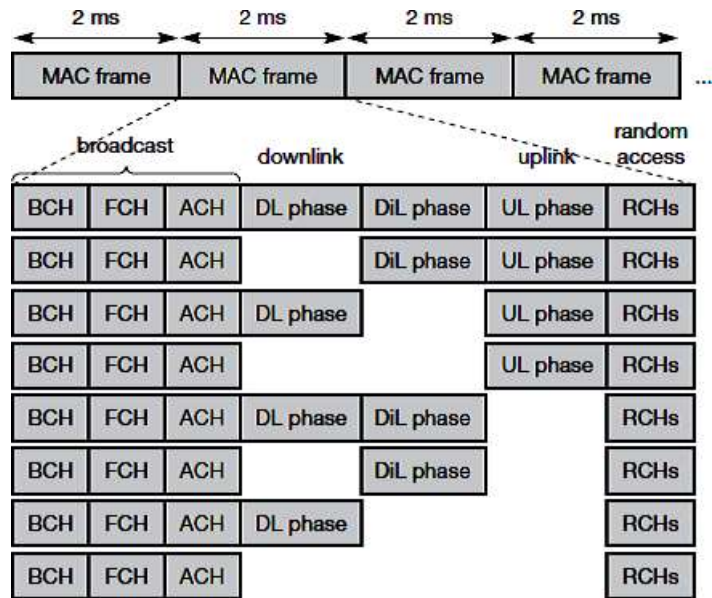 2 ms 2 ms 2 ms 2 ms
MAC frame MAC frame MAC frame MAC frame ...
broadcast downlink uplink random access
BCH FCH ACH DL phase DiL phase UL phase RCHs
BCH FCH ACH DiL phase UL phase RCHs
BCH FCH ACH DL phase UL phase RCHs
BCH FCH ACH UL phase RCHs
BCH FCH ACH DL phase DiL phase RCHs
BCH FCH ACH DiL phase RCHs
BCH FCH ACH DL phase RCHs
BCH FCH ACH RCHs